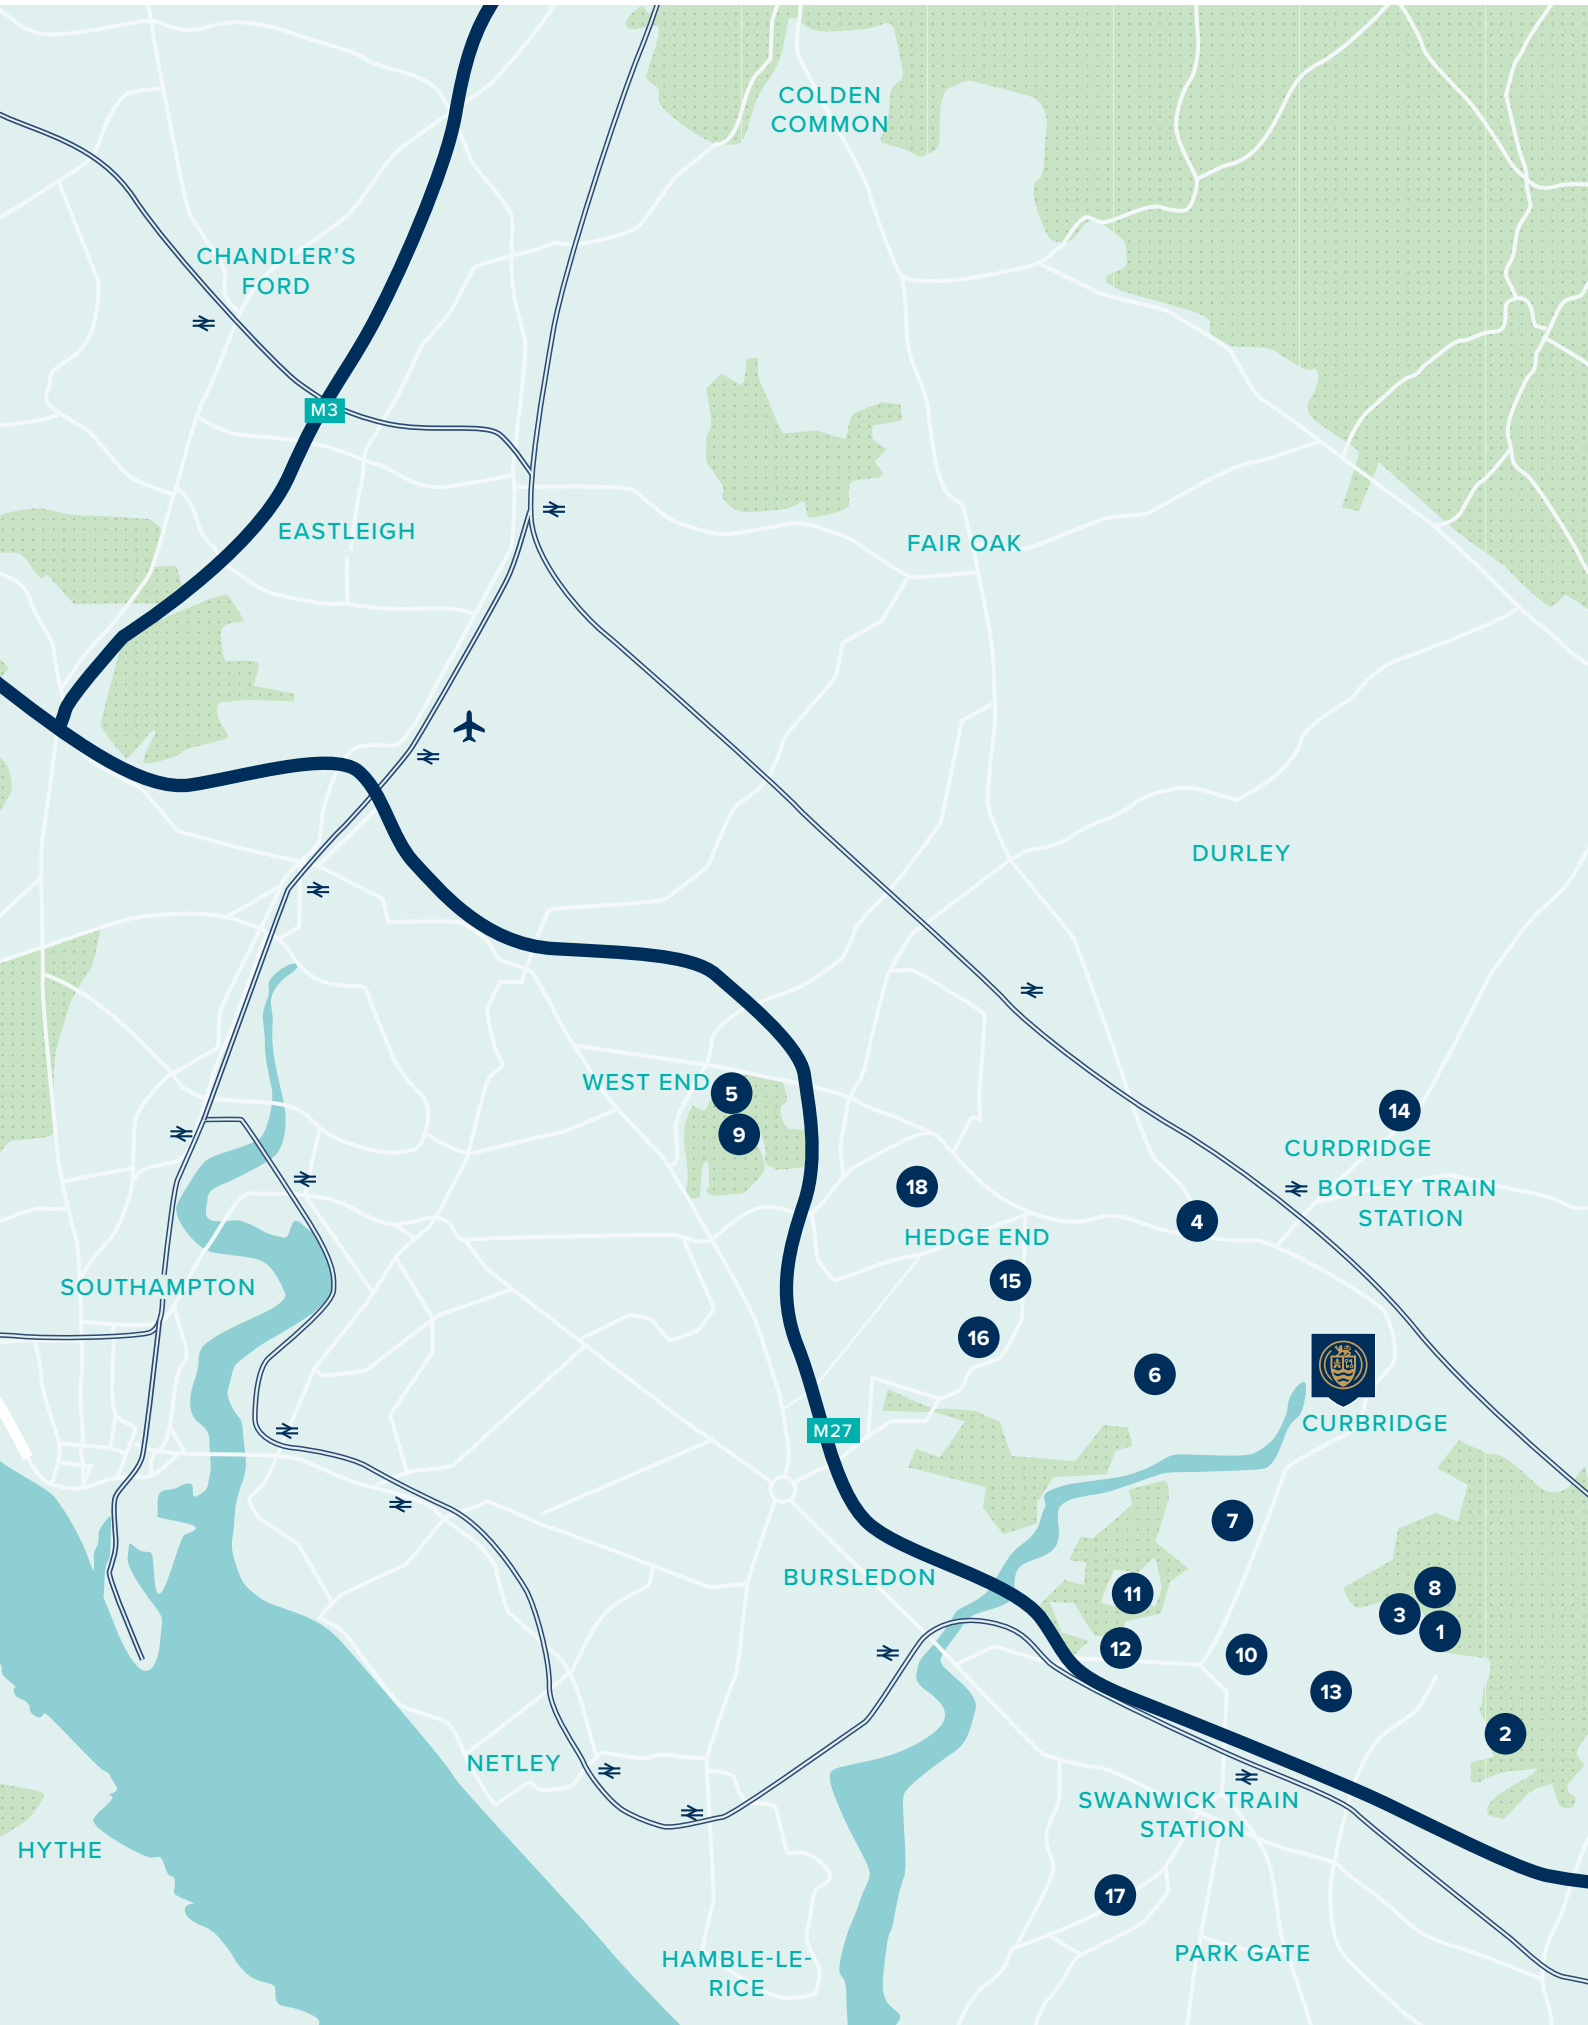 COLDEN
COMMON
CHANDLER’S
FORD
M3
EASTLEIGH
FAIR OAK
DURLEY
WEST END
5
9
14
CURDRIDGE
BOTLEY TRAIN
STATION
18
4
HEDGE END
15
SOUTHAMPTON
16
6
CURBRIDGE
M27
7
BURSLEDON
11
8
3
1
12
10
13
2
NETLEY
SWANWICK TRAIN
STATION
HYTHE
17
PARK GATE
HAMBLE-LE-
RICE